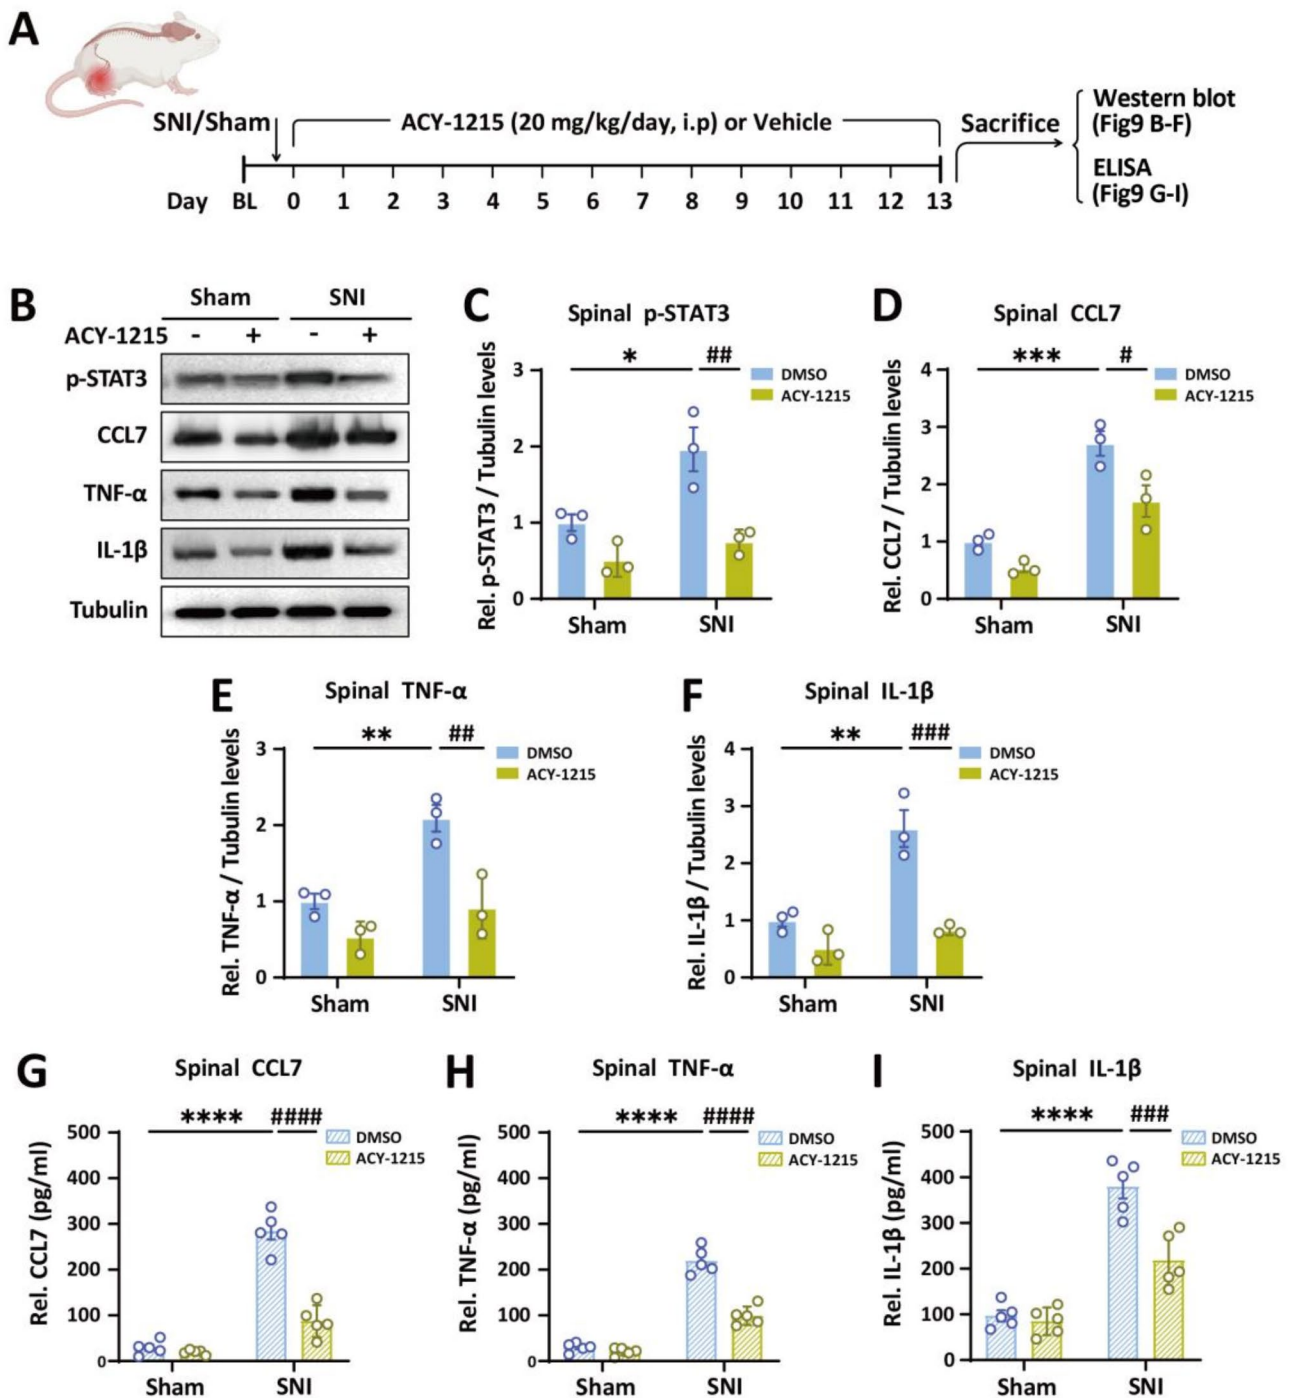 A
SNI/Sham
ACY-1215 (20 mg/kg/day, i.p) or Vehicle
Sacrifice
Western blot
(Fig9 B-F)
ELISA
(Fig9 G-I)
Day BL 0 1 2 3 4 5 6 7 8 9 10 11 12 13
B
Sham SNI
ACY-1215 - + - +
p-STAT3
CCL7
TNF-α
IL-1β
Tubulin
C
Spinal p-STAT3
* ##
DMSO
ACY-1215
Rel. p-STAT3 / Tubulin levels
3
2
1
0
Sham SNI
D
Spinal CCL7
*** #
DMSO
ACY-1215
Rel. CCL7 / Tubulin levels
4
3
2
1
0
Sham SNI
E
Spinal TNF-α
** ##
DMSO
ACY-1215
Rel. TNF-α / Tubulin levels
3
2
1
0
Sham SNI
F
Spinal IL-1β
** ###
DMSO
ACY-1215
Rel. IL-1β / Tubulin levels
4
3
2
1
0
Sham SNI
G
Spinal CCL7
**** ####
DMSO
ACY-1215
Rel. CCL7 (pg/ml)
500
400
300
200
100
0
Sham SNI
H
Spinal TNF-α
**** ####
DMSO
ACY-1215
Rel. TNF-α (pg/ml)
500
400
300
200
100
0
Sham SNI
I
Spinal IL-1β
**** ###
DMSO
ACY-1215
Rel. IL-1β (pg/ml)
500
400
300
200
100
0
Sham SNI